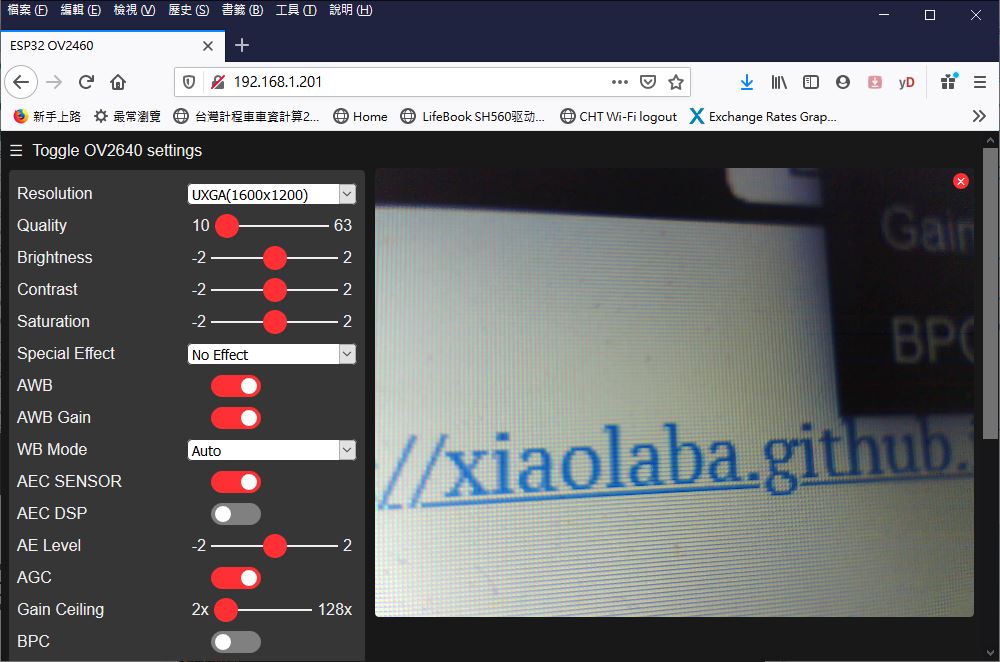 檔案 (F) 編輯 (E) 檢視 (V) 歷史 (S) 書籤 (B) 工具 (T) 說明 (H)
ESP32 OV2460
192.168.1.201
新手上路 最常瀏覽 台灣計程車車資計算2... Home LifeBook SH560驱动... CHT Wi-Fi logout Exchange Rates Grap...
☰ Toggle OV2640 settings
Resolution UXGA(1600x1200)
Quality 10 63
Brightness -2 2
Contrast -2 2
Saturation -2 2
Special Effect No Effect
AWB
AWB Gain
WB Mode Auto
AEC SENSOR
AEC DSP
AE Level -2 2
AGC
Gain Ceiling 2x 128x
BPC
Gain
BPC
//xiaolaba.github.
yD